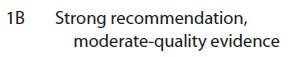 1B Strong recommendation,
moderate-quality evidence